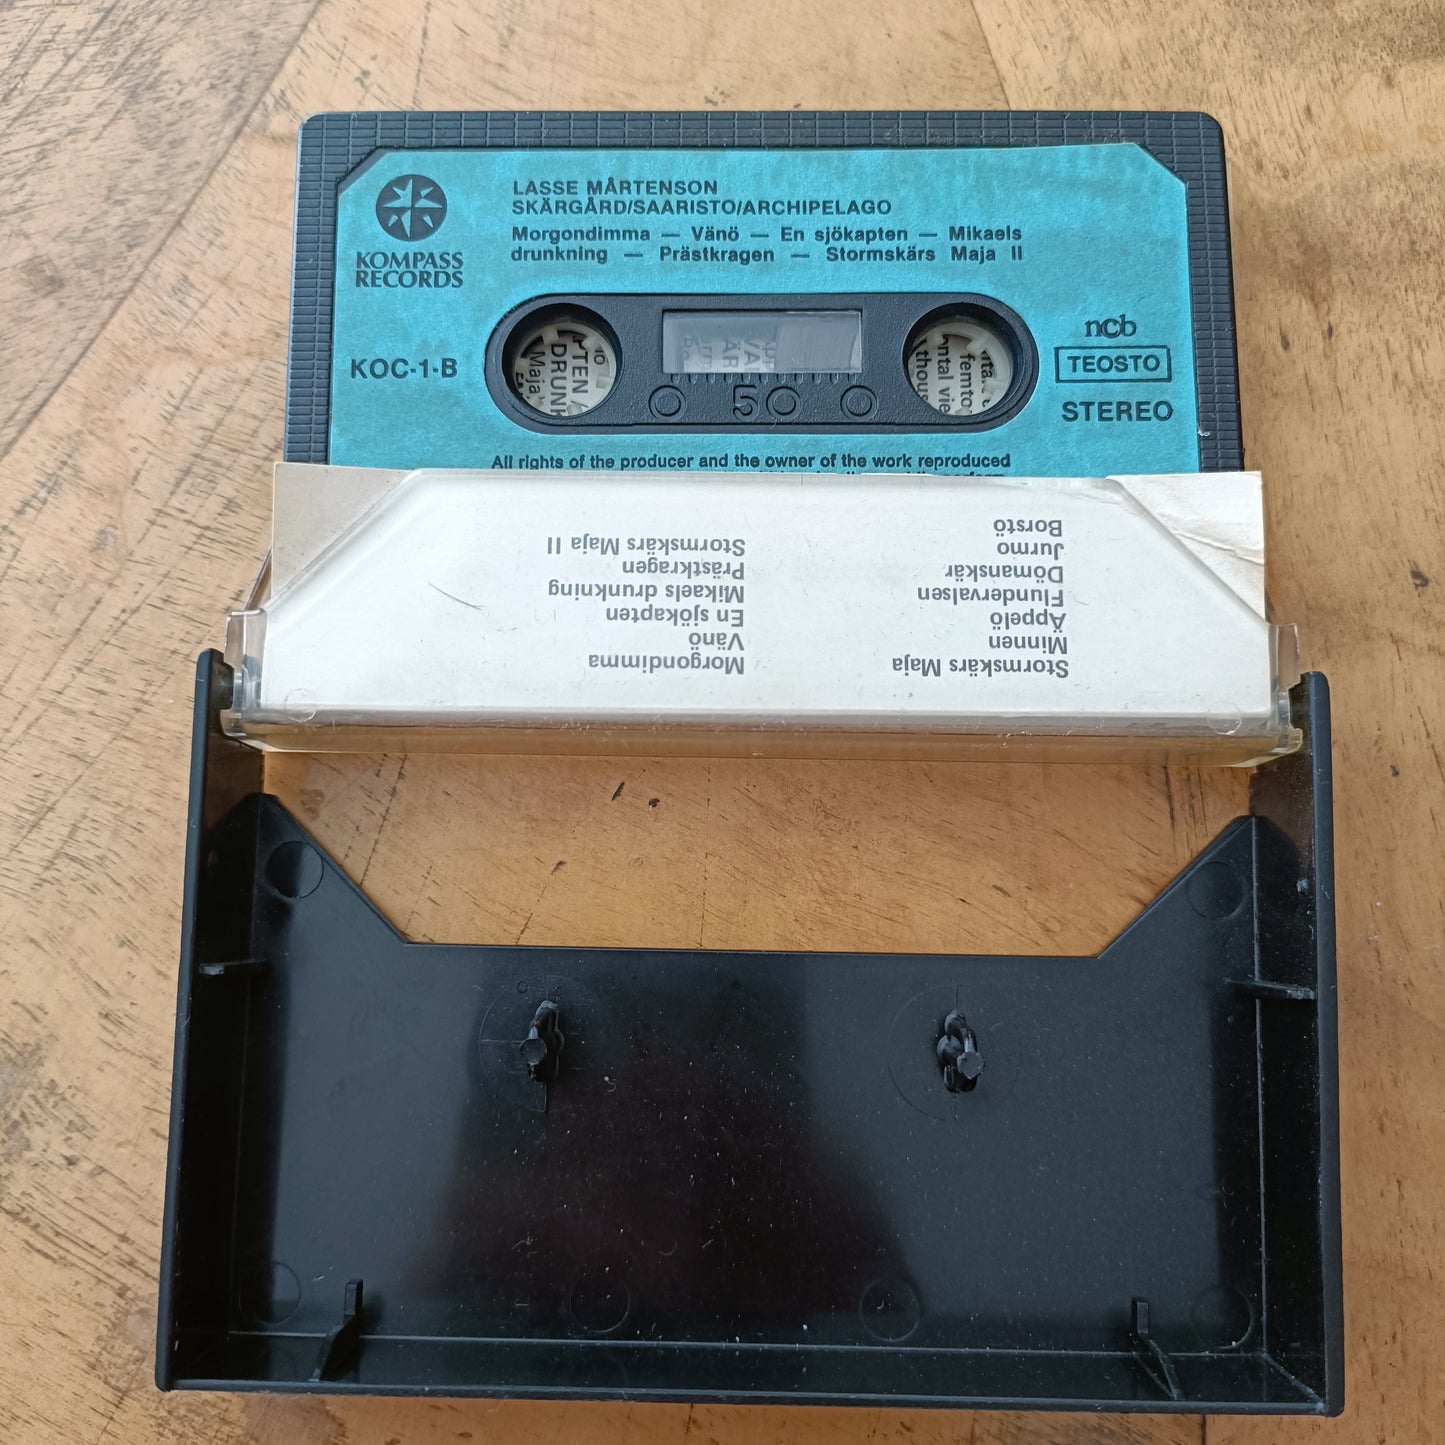 LASSE MÅRTENSON
SKÄRGÅRD/SAARISTO/ARCHIPELAGO
Morgondimma — Vänö — En sjökapten — Mikaels
drunkning — Prästkragen — Stormskärs Maja II
KOMPASS
RECORDS
KOC-1-B
ncb
TEOSTO
STEREO
50
All rights of the producer and the owner of the work reproduced
Stormskärs Maja
Minnen
Äppelö
Flundervalsen
Dömanskär
Jurmo
Borstö
Morgondimma
Vänö
En sjökapten
Mikaels drunkning
Prästkragen
Stormskärs Maja II